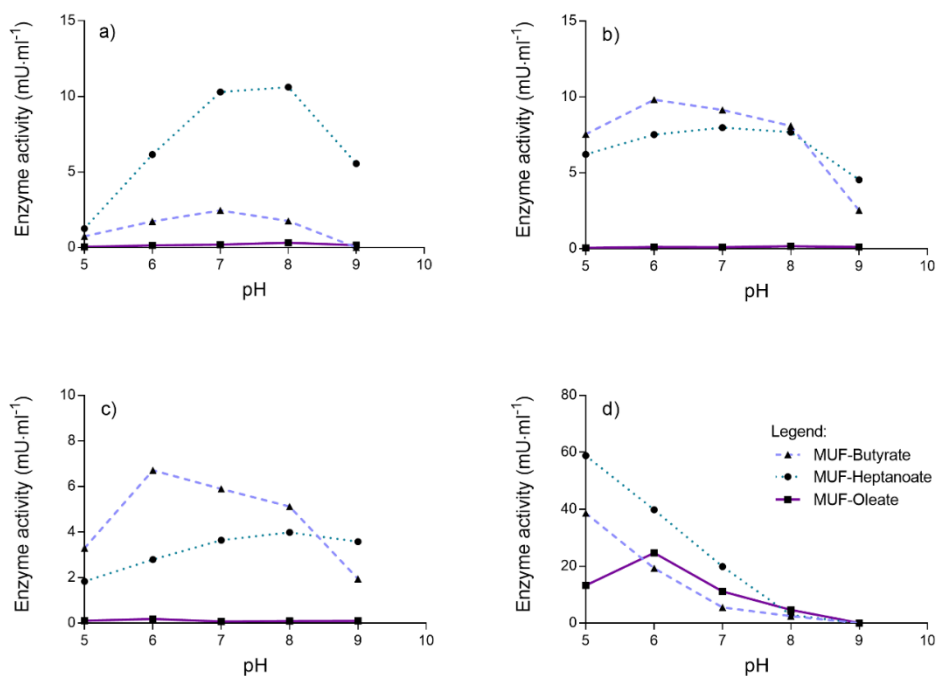 a)
Enzyme activity (mU·ml⁻¹)
15
10
5
0
5 6 7 8 9 10
pH
b)
Enzyme activity (mU·ml⁻¹)
15
10
5
0
5 6 7 8 9 10
pH
c)
Enzyme activity (mU·ml⁻¹)
10
8
6
4
2
0
5 6 7 8 9 10
pH
d)
Enzyme activity (mU·ml⁻¹)
80
60
40
20
0
5 6 7 8 9 10
pH
Legend:
MUF-Butyrate
MUF-Heptanoate
MUF-Oleate